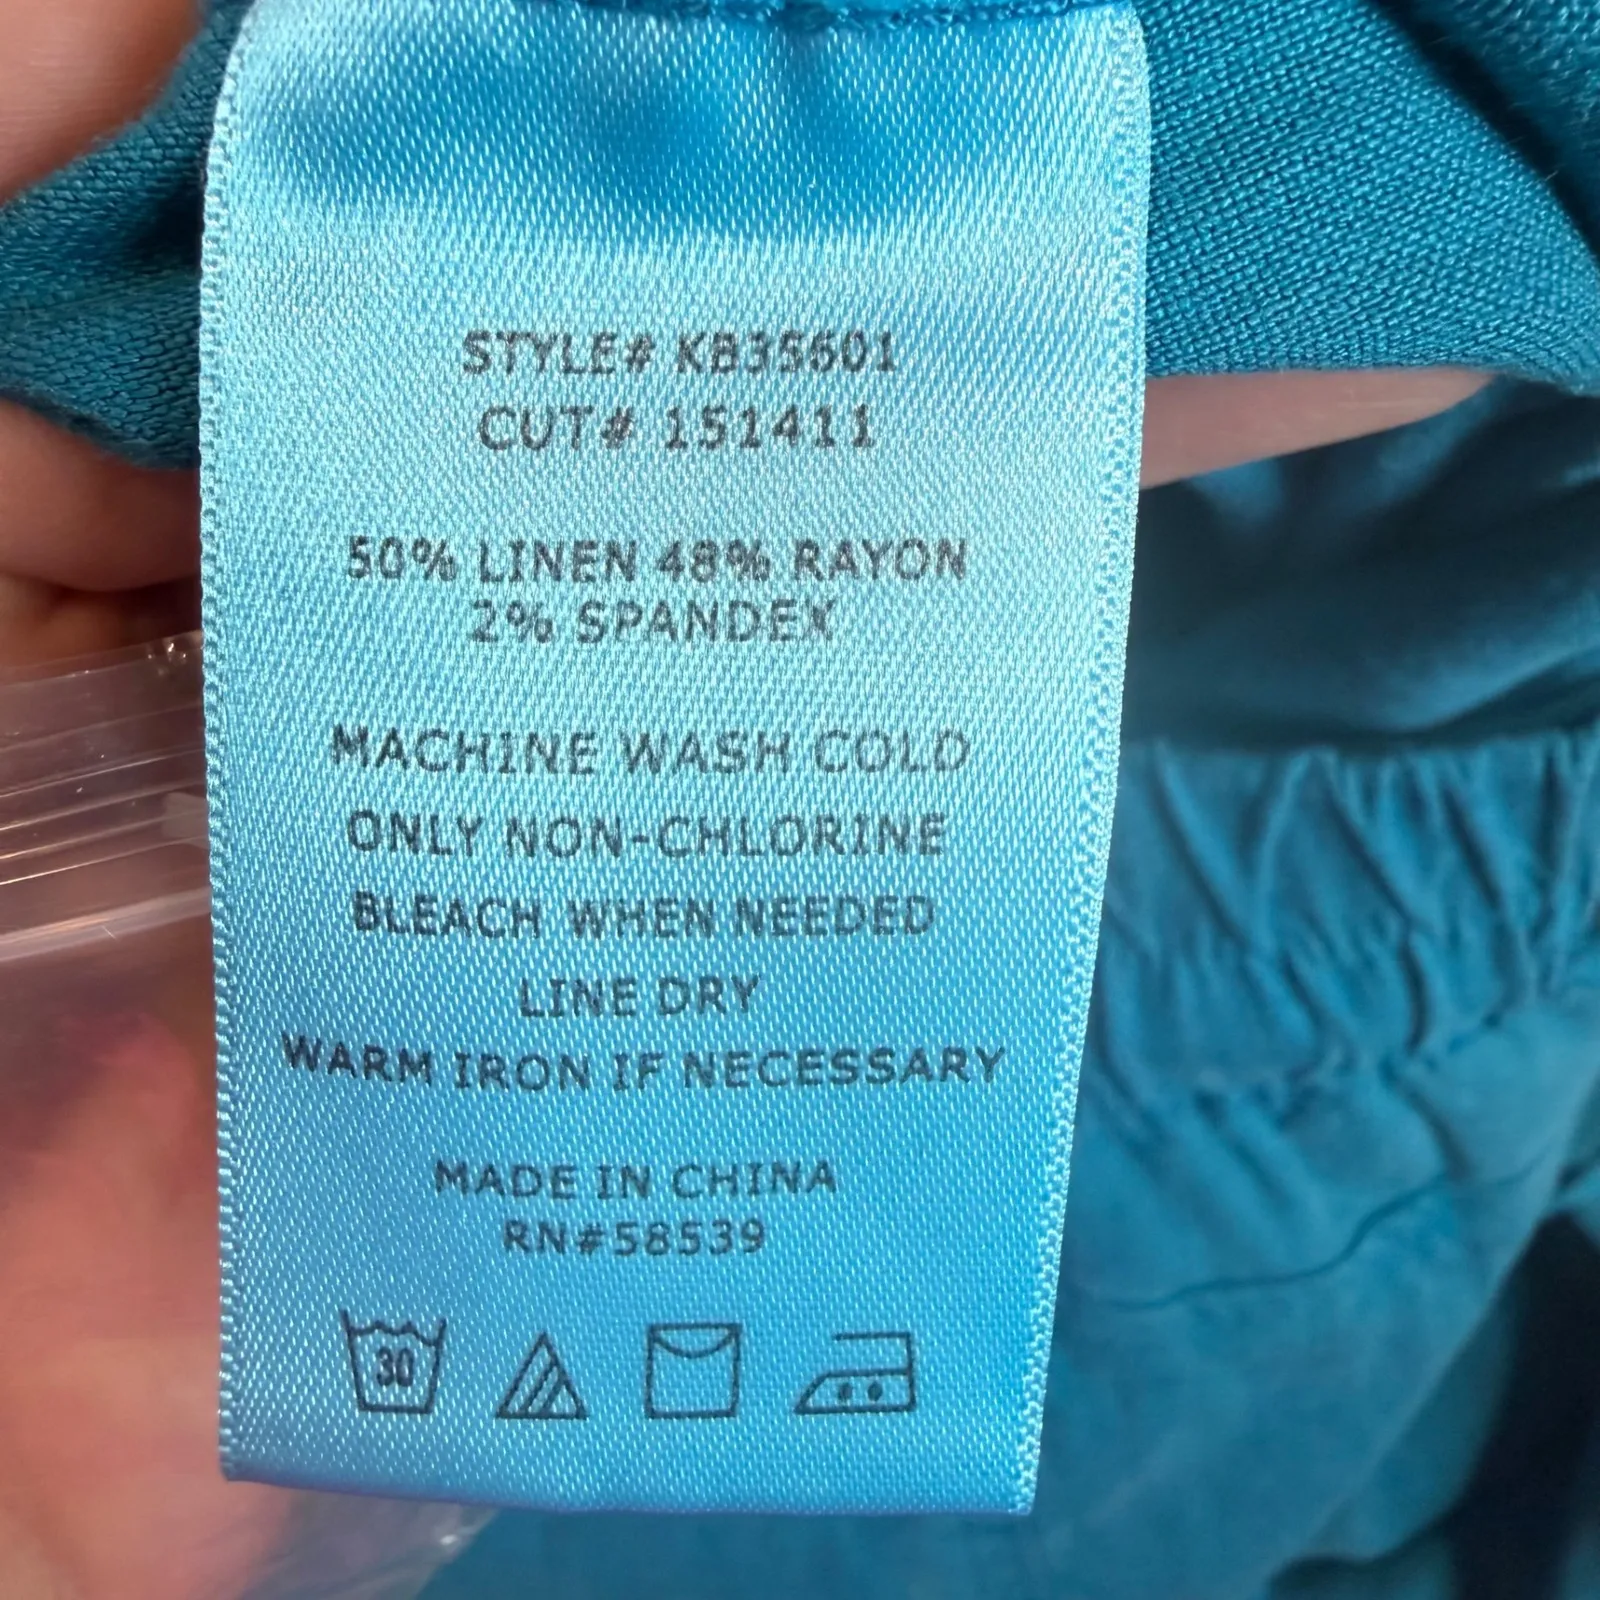 STYLE# KB35601
CUT# 151411
50% LINEN 48% RAYON
2% SPANDEX
MACHINE WASH COLD
ONLY NON-CHLORINE
BLEACH WHEN NEEDED
LINE DRY
WARM IRON IF NECESSARY
MADE IN CHINA
RN#58539
30